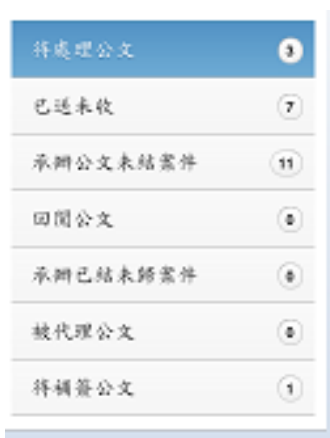 待處理公文 3
已送未收 7
承辦公文未結案件 11
回閱公文 0
承辦已結未歸案件 0
被代理公文 0
待補簽公文 1